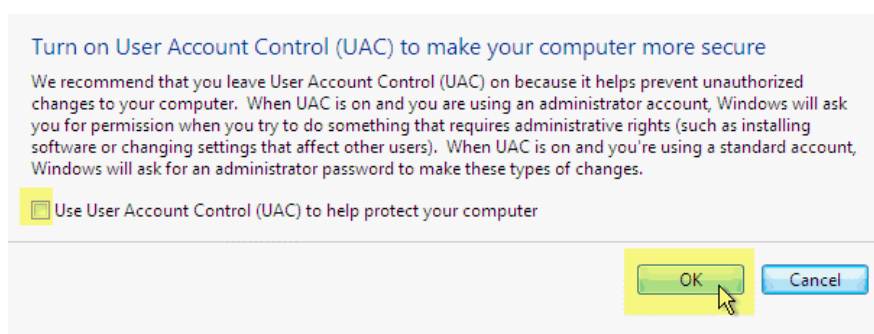 Turn on User Account Control (UAC) to make your computer more secure
We recommend that you leave User Account Control (UAC) on because it helps prevent unauthorized
changes to your computer. When UAC is on and you are using an administrator account, Windows will ask
you for permission when you try to do something that requires administrative rights (such as installing
software or changing settings that affect other users). When UAC is on and you're using a standard account,
Windows will ask for an administrator password to make these types of changes.
Use User Account Control (UAC) to help protect your computer
OK Cancel